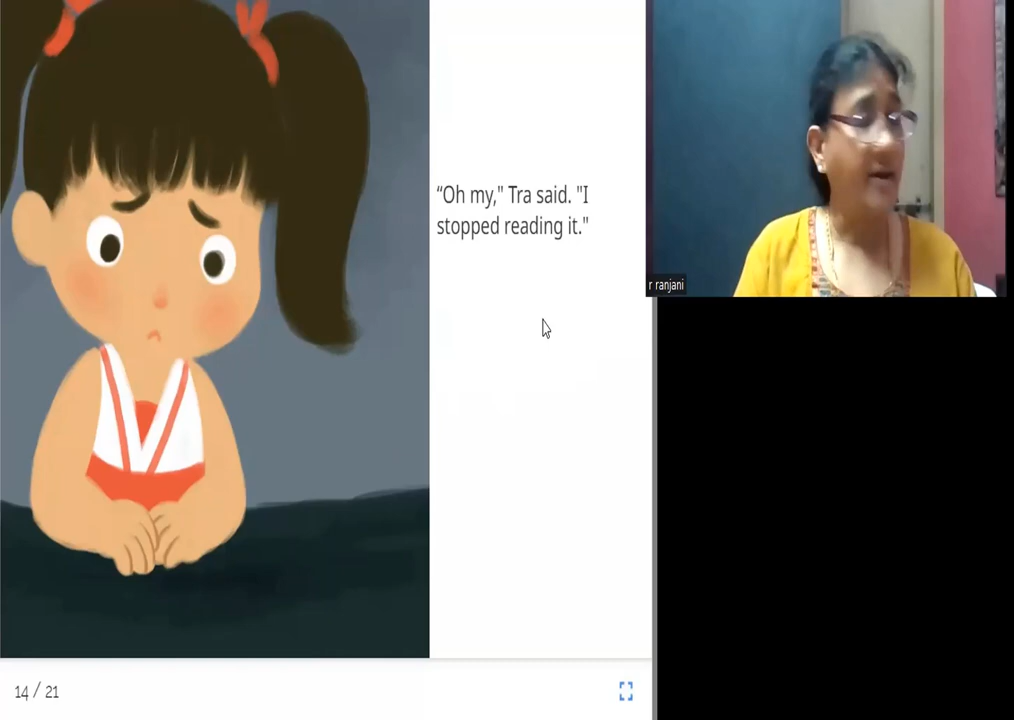 “Oh my," Tra said. "I
stopped reading it."
r ranjani
14 / 21